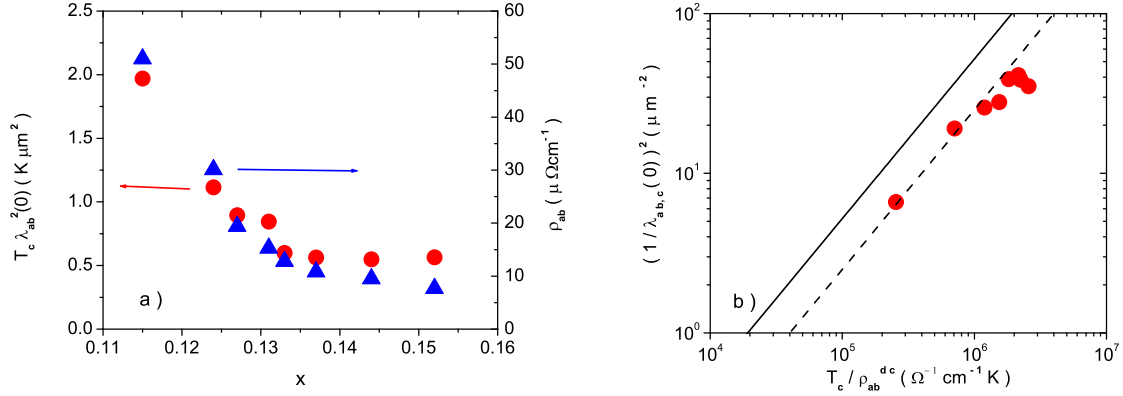 2.5
2.0
1.5
1.0
0.5
0.0
T_c λ_ab^2(0) ( K μm^2 )
0.11 0.12 0.13 0.14 0.15 0.16
x
60
50
40
30
20
10
0
ρ_ab ( μ Ωcm^-1 )
a )
10^2
10^1
10^0
( 1 / λ_a b, c ( 0 ) )^2 ( μ m^-2 )
b )
10^4 10^5 10^6 10^7
T_c / ρ_ab^d c ( Ω^-1 cm^-1 K )